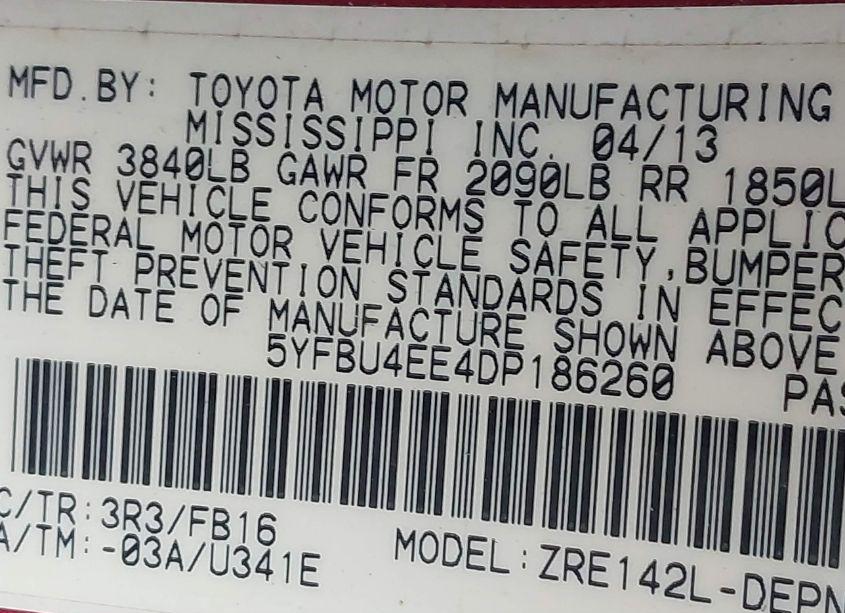 MFD.BY: TOYOTA MOTOR MANUFACTURING
MISSISSIPPI INC. 04/13
GVWR 3840LB GAWR FR 2090LB RR 1850L
THIS VEHICLE CONFORMS TO ALL APPLIC
FEDERAL MOTOR VEHICLE SAFETY,BUMPER
THEFT PREVENTION STANDARDS IN EFFEC
THE DATE OF MANUFACTURE SHOWN ABOVE
5YFBU4EE4DP186260 PAS
C/TR:3R3/FB16
A/TM:-03A/U341E MODEL:ZRE142L-DEPN